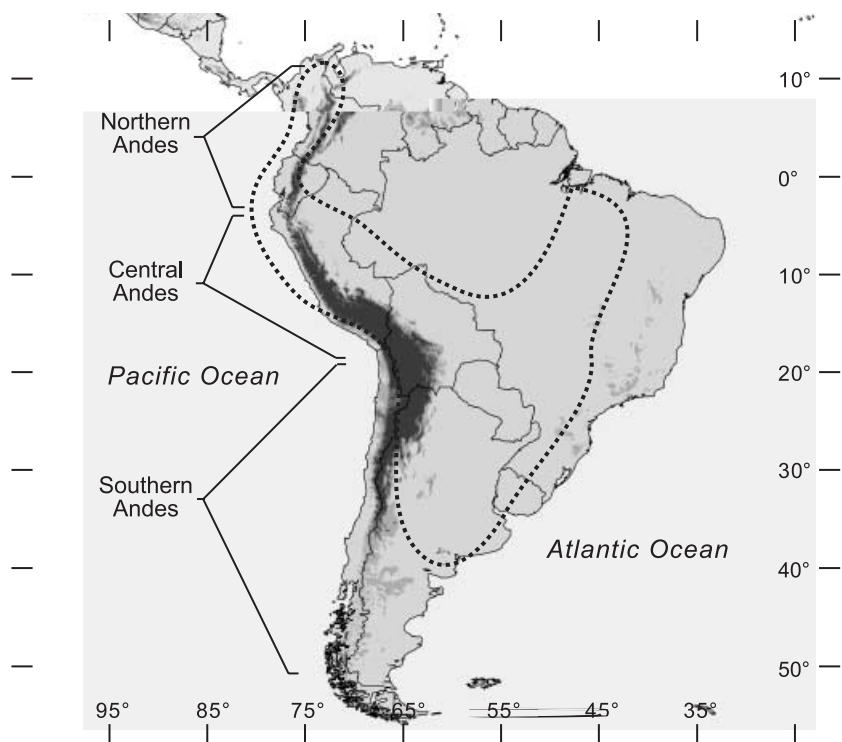 10°
Northern
Andes
0°
Central
Andes
10°
Pacific Ocean
20°
Southern
Andes
30°
Atlantic Ocean
40°
50°
95° 85° 75° 65° 55° 45° 35°